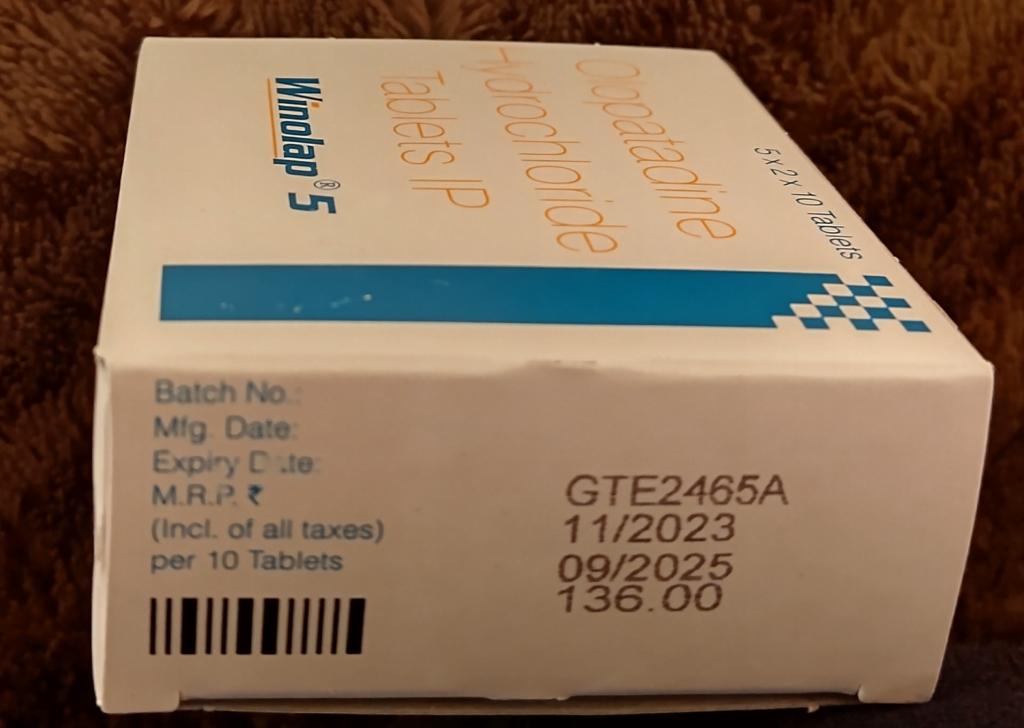 5 x 2 x 10 Tablets
Olopatadine
Hydrochloride
Tablets IP
Winolap® 5
Batch No.:
Mfg. Date:
Expiry Date:
M.R.P. ₹
(Incl. of all taxes)
per 10 Tablets
GTE2465A
11/2023
09/2025
136.00